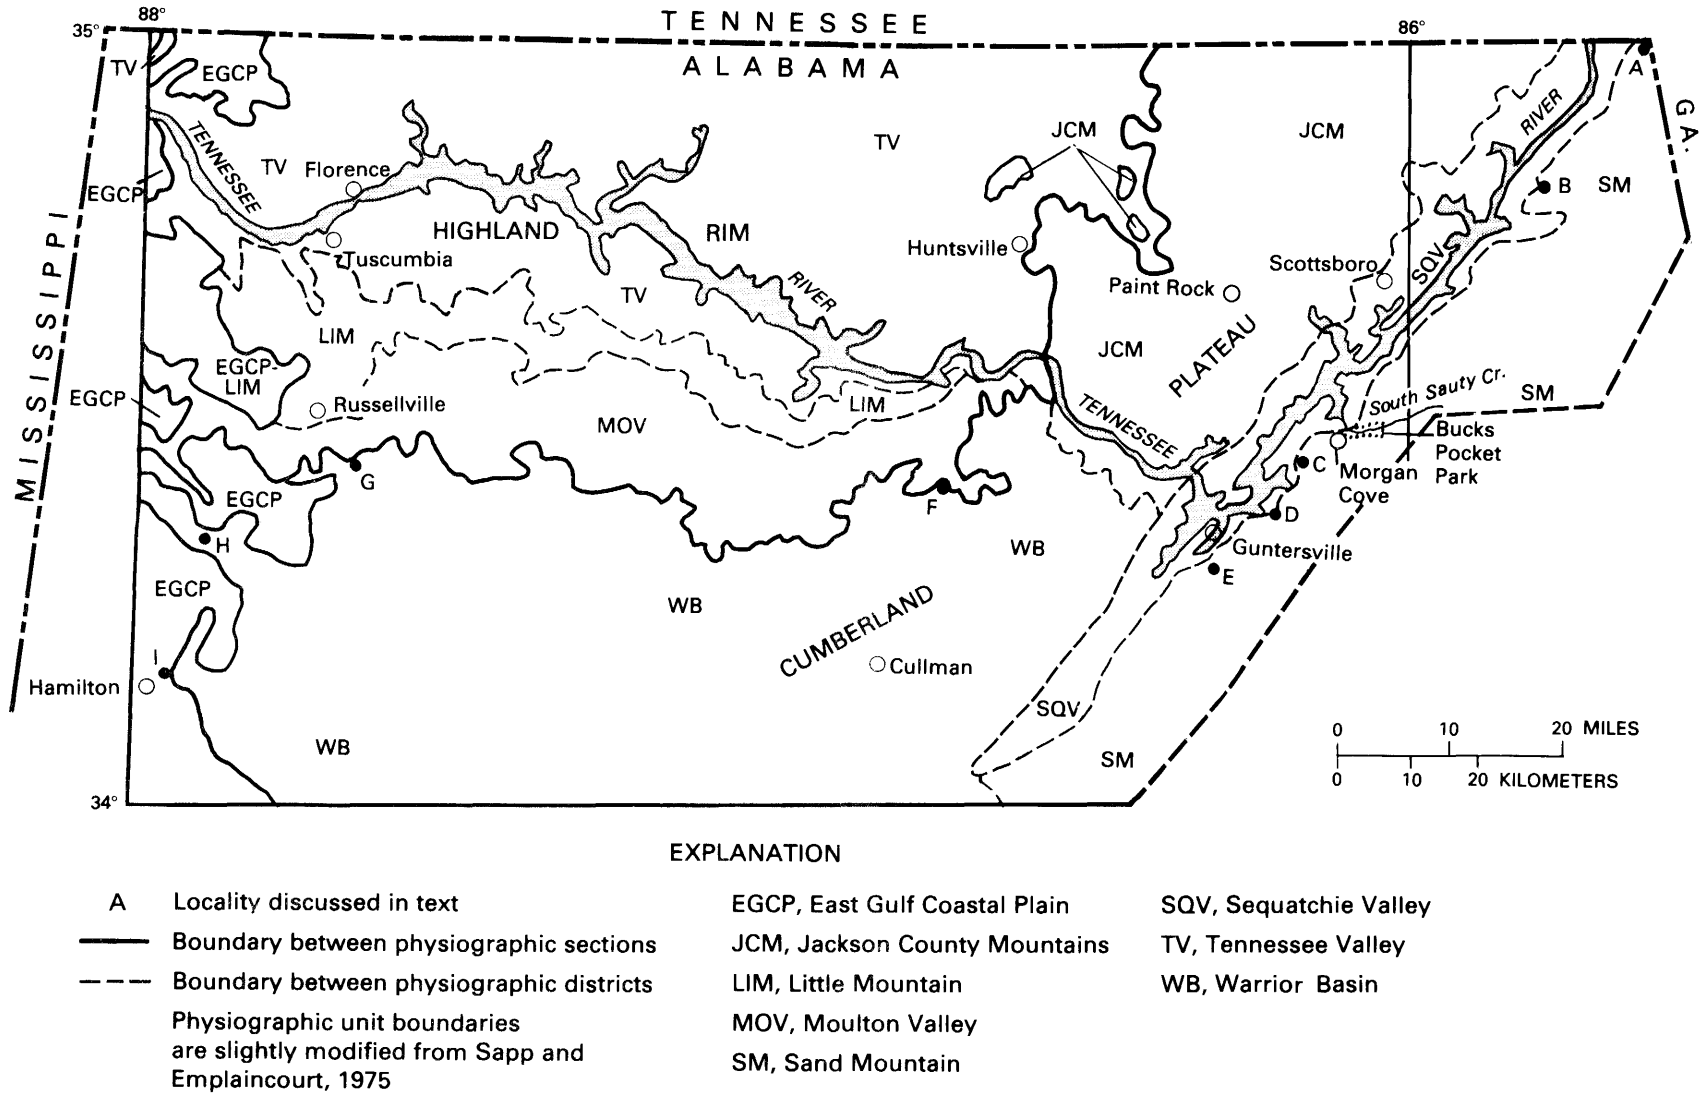 88°
TENNESSEE
86°
35°
ALABAMA
TV
EGCP
A
GA.
TENNESSEE
TV
Florence
TV
JCM
JCM
RIVER
EGCP
B
SM
MISSISSIPPI
HIGHLAND
RIM
Huntsville
Tuscumbia
RIVER
Paint Rock
Scottsboro
SQV
TV
LIM
JCM
PLATEAU
EGCP-
LIM
EGCP
Russellville
LIM
MOV
TENNESSEE
South Sauty Cr.
SM
Bucks
Pocket
Park
C
Morgan
Cove
G
EGCP
F
D
H
WB
Guntersville
E
EGCP
WB
CUMBERLAND
I
Hamilton
Cullman
SQV
WB
SM
0 10 20 MILES
0 10 20 KILOMETERS
34°
EXPLANATION
A Locality discussed in text
Boundary between physiographic sections
Boundary between physiographic districts
Physiographic unit boundaries
are slightly modified from Sapp and
Emplaincourt, 1975
EGCP, East Gulf Coastal Plain
JCM, Jackson County Mountains
LIM, Little Mountain
MOV, Moulton Valley
SM, Sand Mountain
SQV, Sequatchie Valley
TV, Tennessee Valley
WB, Warrior Basin